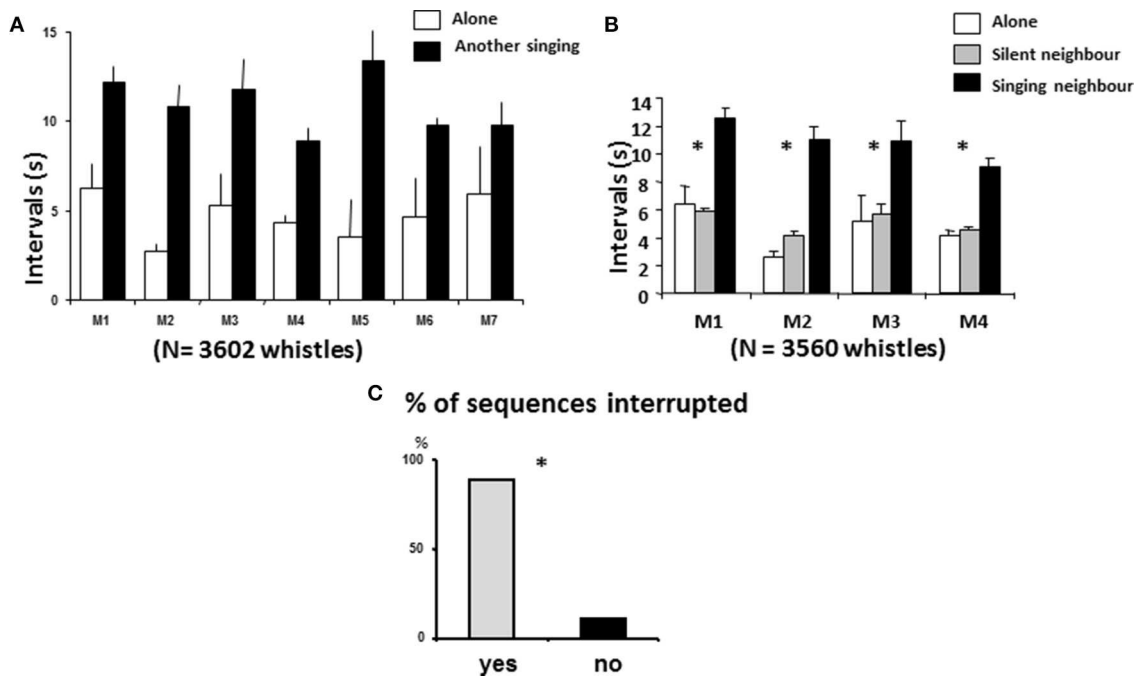 A
Alone
Another singing
15
10
5
0
Intervals (s)
M1 M2 M3 M4 M5 M6 M7
(N= 3602 whistles)
B
Alone
Silent neighbour
Singing neighbour
14
12
10
8
6
4
2
0
Intervals (s)
* * * *
M1 M2 M3 M4
(N = 3560 whistles)
C % of sequences interrupted
%
100
50
0
*
yes no